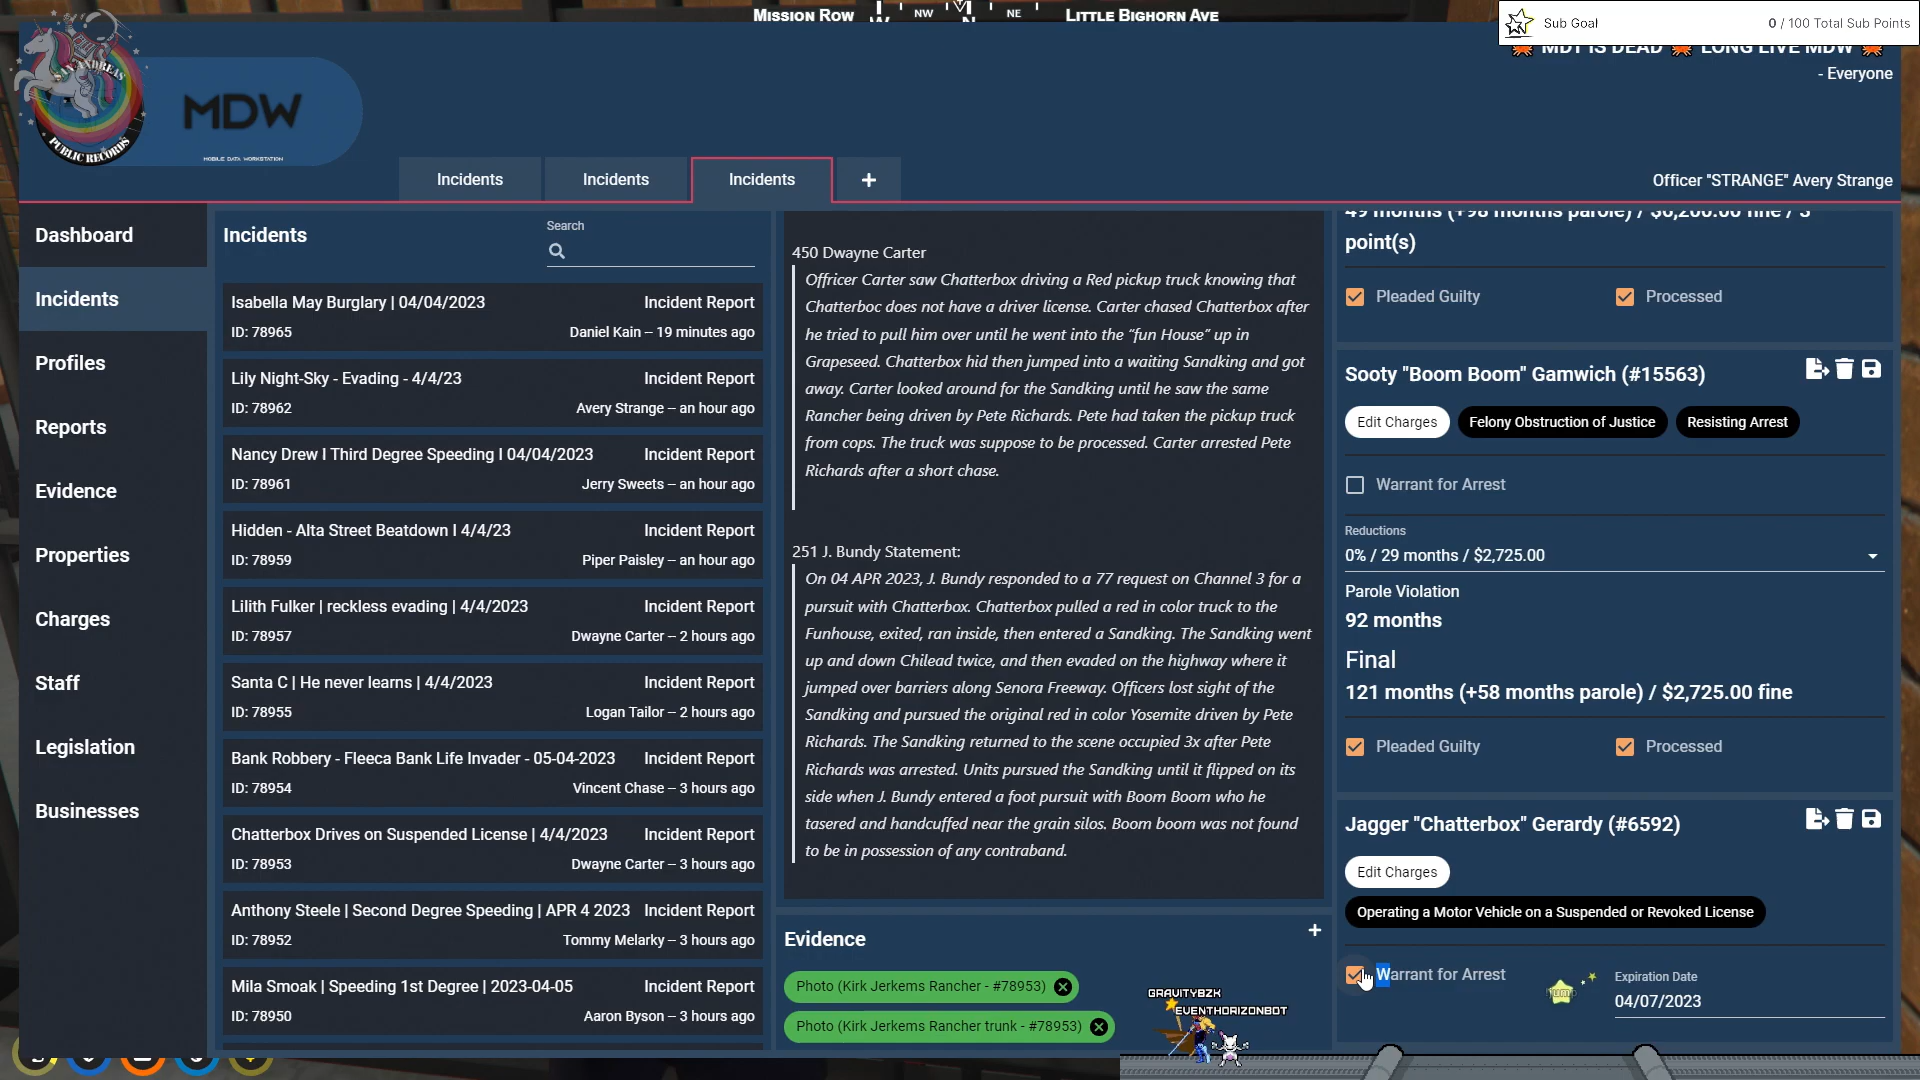 Mission Row
W
NW
N
NE
Little Bighorn Ave
Sub Goal
0 / 100 Total Sub Points
MDT IS DEAD LONG LIVE MDW
- Everyone
SAN ANDREAS
PUBLIC RECORDS
MDW
MOBILE DATA WORKSTATION
Incidents
Incidents
Incidents
+
Officer "STRANGE" Avery Strange
Dashboard
Incidents
Profiles
Reports
Evidence
Properties
Charges
Staff
Legislation
Businesses
Incidents
Search
Isabella May Burglary | 04/04/2023 Incident Report
ID: 78965 Daniel Kain – 19 minutes ago
Lily Night-Sky - Evading - 4/4/23 Incident Report
ID: 78962 Avery Strange – an hour ago
Nancy Drew I Third Degree Speeding I 04/04/2023 Incident Report
ID: 78961 Jerry Sweets – an hour ago
Hidden - Alta Street Beatdown I 4/4/23 Incident Report
ID: 78959 Piper Paisley – an hour ago
Lilith Fulker | reckless evading | 4/4/2023 Incident Report
ID: 78957 Dwayne Carter – 2 hours ago
Santa C | He never learns | 4/4/2023 Incident Report
ID: 78955 Logan Tailor – 2 hours ago
Bank Robbery - Fleeca Bank Life Invader - 05-04-2023 Incident Report
ID: 78954 Vincent Chase – 3 hours ago
Chatterbox Drives on Suspended License | 4/4/2023 Incident Report
ID: 78953 Dwayne Carter – 3 hours ago
Anthony Steele | Second Degree Speeding | APR 4 2023 Incident Report
ID: 78952 Tommy Melarky – 3 hours ago
Mila Smoak | Speeding 1st Degree | 2023-04-05 Incident Report
ID: 78950 Aaron Byson – 3 hours ago
450 Dwayne Carter
Officer Carter saw Chatterbox driving a Red pickup truck knowing that
Chatterboc does not have a driver license. Carter chased Chatterbox after
he tried to pull him over until he went into the "fun House" up in
Grapeseed. Chatterbox hid then jumped into a waiting Sandking and got
away. Carter looked around for the Sandking until he saw the same
Rancher being driven by Pete Richards. Pete had taken the pickup truck
from cops. The truck was suppose to be processed. Carter arrested Pete
Richards after a short chase.
251 J. Bundy Statement:
On 04 APR 2023, J. Bundy responded to a 77 request on Channel 3 for a
pursuit with Chatterbox. Chatterbox pulled a red in color truck to the
Funhouse, exited, ran inside, then entered a Sandking. The Sandking went
up and down Chilead twice, and then evaded on the highway where it
jumped over barriers along Senora Freeway. Officers lost sight of the
Sandking and pursued the original red in color Yosemite driven by Pete
Richards. The Sandking returned to the scene occupied 3x after Pete
Richards was arrested. Units pursued the Sandking until it flipped on its
side when J. Bundy entered a foot pursuit with Boom Boom who he
tasered and handcuffed near the grain silos. Boom boom was not found
to be in possession of any contraband.
Evidence
+
Photo (Kirk Jerkems Rancher - #78953)
Photo (Kirk Jerkems Rancher trunk - #78953)
GRAVITYBZK
EVENTHORIZONBOT
49 months (+98 months parole) / $6,200.00 fine / 3
point(s)
Pleaded Guilty
Processed
Sooty "Boom Boom" Gamwich (#15563)
Edit Charges
Felony Obstruction of Justice
Resisting Arrest
Warrant for Arrest
Reductions
0% / 29 months / $2,725.00
Parole Violation
92 months
Final
121 months (+58 months parole) / $2,725.00 fine
Pleaded Guilty
Processed
Jagger "Chatterbox" Gerardy (#6592)
Edit Charges
Operating a Motor Vehicle on a Suspended or Revoked License
Warrant for Arrest
Expiration Date
04/07/2023